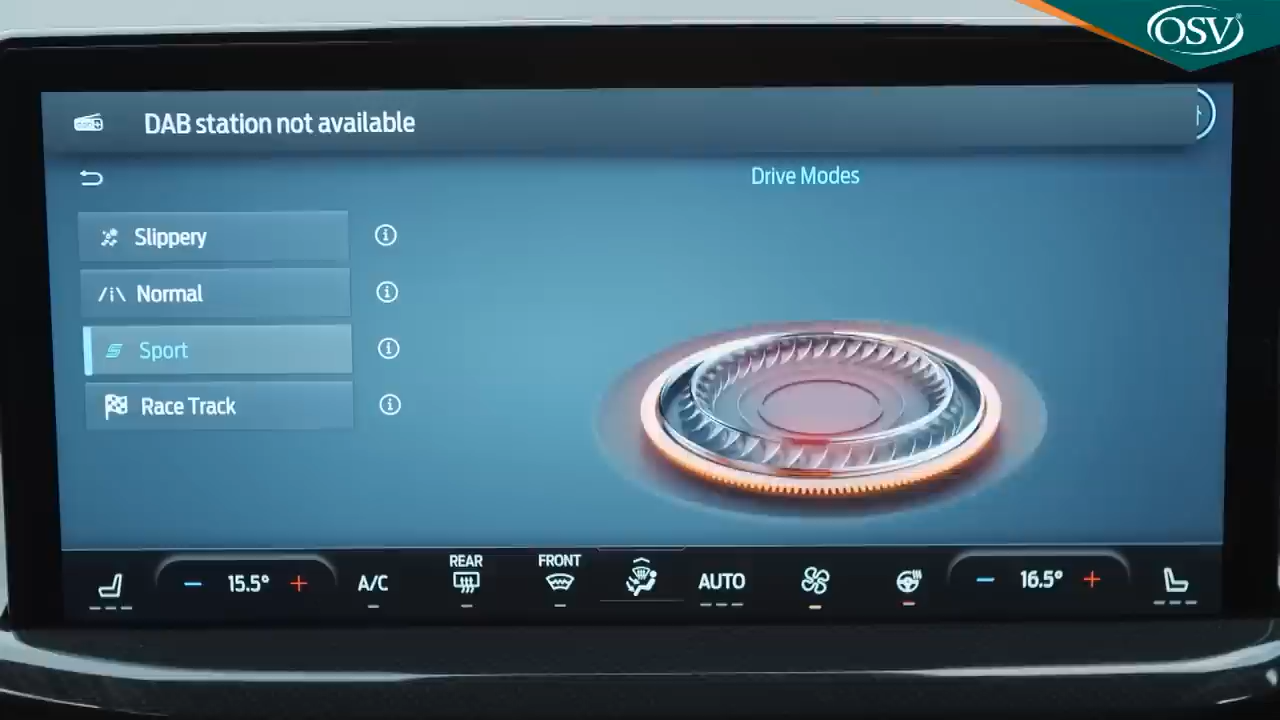 OSV
DAB station not available
Drive Modes
Slippery
Normal
Sport
Race Track
REAR
FRONT
15.5°
A/C
AUTO
16.5°